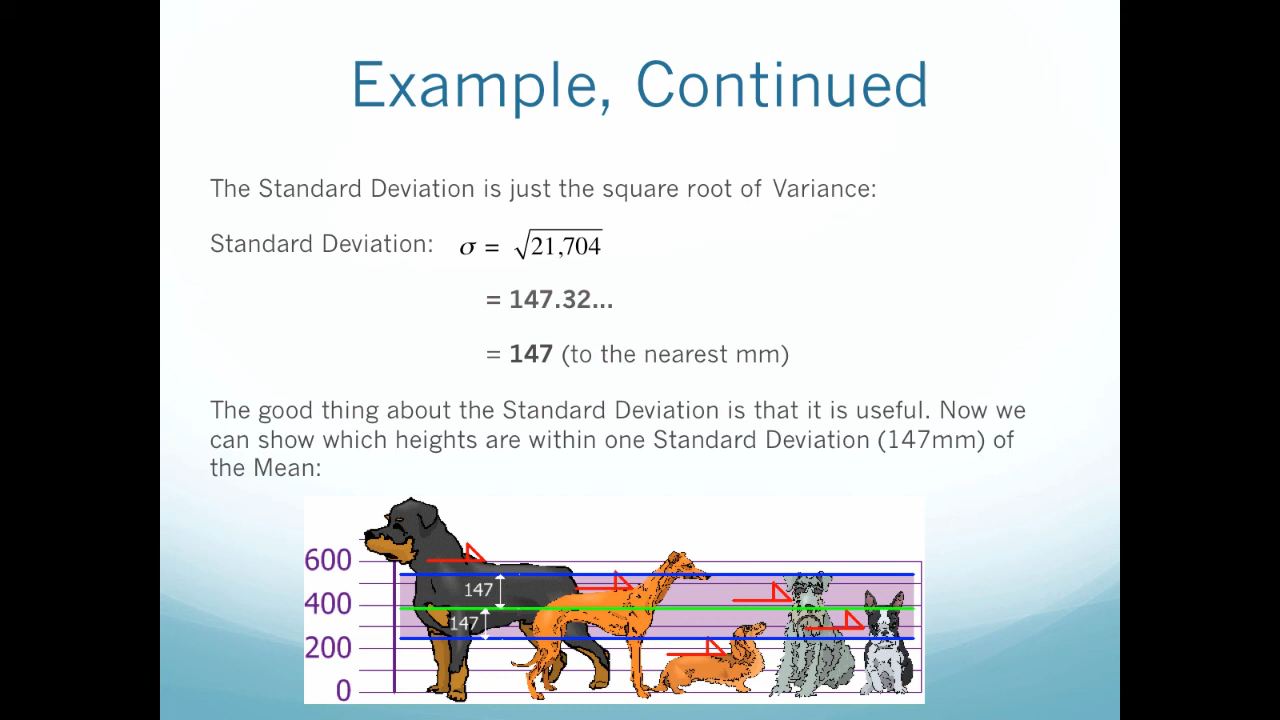 Example, Continued
The Standard Deviation is just the square root of Variance:
Standard Deviation: σ = √21,704
= 147.32...
= 147 (to the nearest mm)
The good thing about the Standard Deviation is that it is useful. Now we
can show which heights are within one Standard Deviation (147mm) of
the Mean:
600
147
400
147
200
0